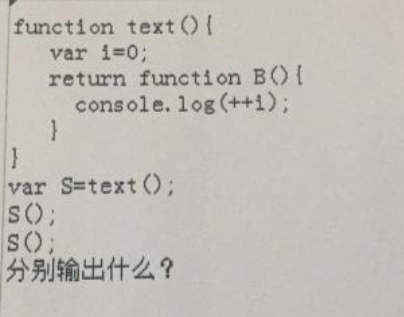 function text(){
var i=0;
return function B(){
console.log(++i);
}
}
var S=text();
S();
S();
分别输出什么？